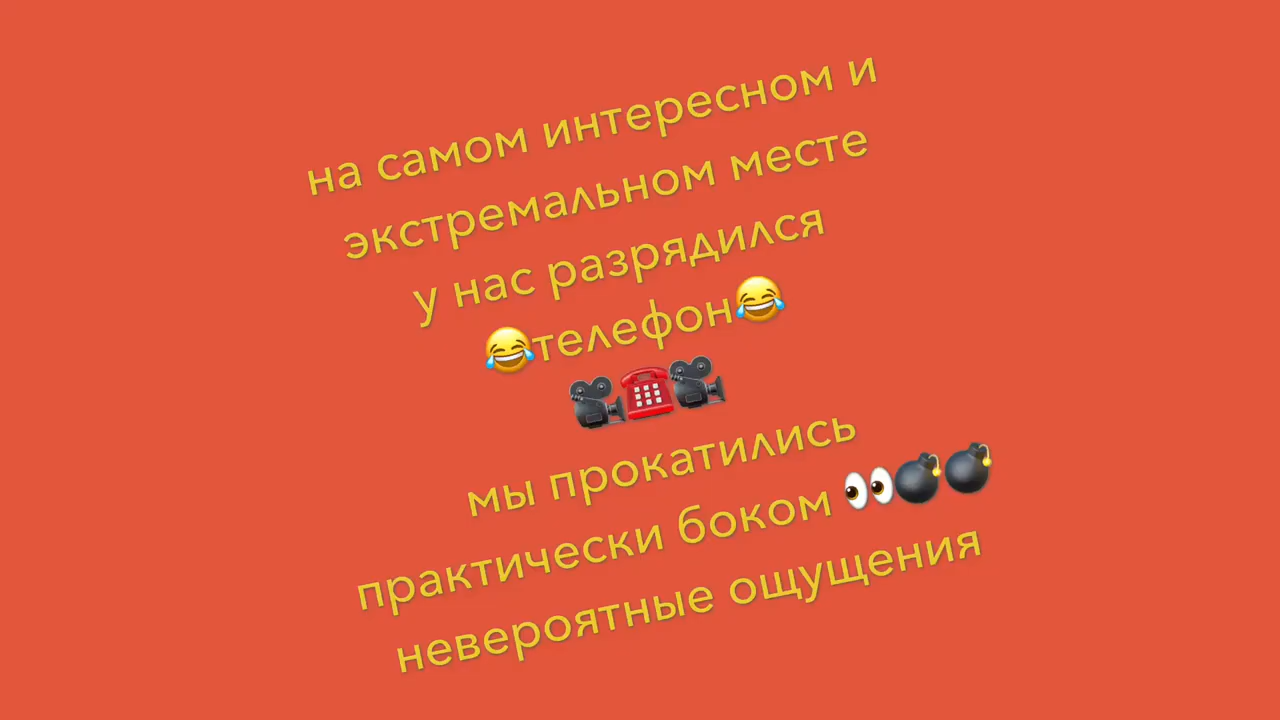 на самом интересном и
экстремальном месте
у нас разрядился
😂телефон😂
🎥☎️🎥
мы прокатились
практически боком 👀💣💣
невероятные ощущения